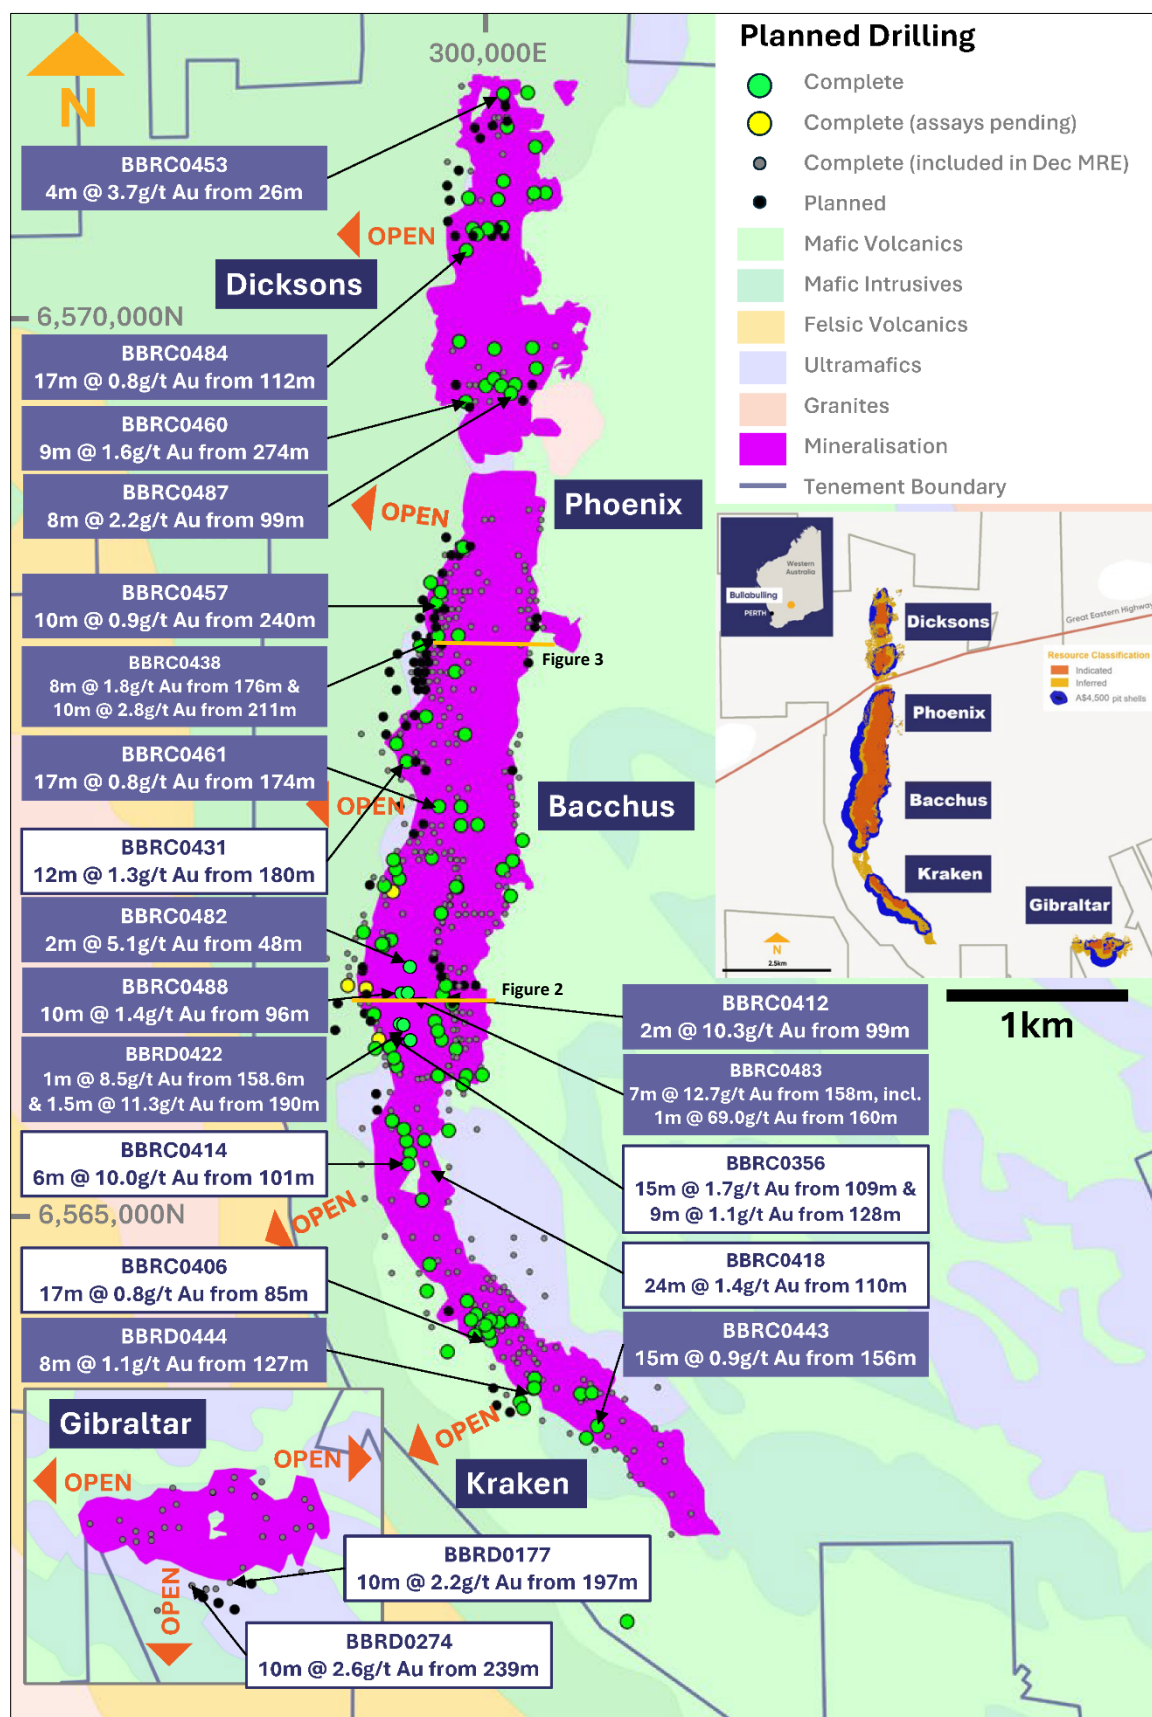 300,000E
N
Planned Drilling
Complete
Complete (assays pending)
Complete (included in Dec MRE)
Planned
Mafic Volcanics
Mafic Intrusives
Felsic Volcanics
Ultramafics
Granites
Mineralisation
Tenement Boundary
BBRC0453
4m @ 3.7g/t Au from 26m
OPEN
Dicksons
6,570,000N
BBRC0484
17m @ 0.8g/t Au from 112m
BBRC0460
9m @ 1.6g/t Au from 274m
BBRC0487
8m @ 2.2g/t Au from 99m
OPEN
Phoenix
BBRC0457
10m @ 0.9g/t Au from 240m
BBRC0438
8m @ 1.8g/t Au from 176m &
10m @ 2.8g/t Au from 211m
Figure 3
BBRC0461
17m @ 0.8g/t Au from 174m
OPEN
Bacchus
BBRC0431
12m @ 1.3g/t Au from 180m
BBRC0482
2m @ 5.1g/t Au from 48m
BBRC0488
10m @ 1.4g/t Au from 96m
Figure 2
BBRD0422
1m @ 8.5g/t Au from 158.6m
& 1.5m @ 11.3g/t Au from 190m
BBRC0414
6m @ 10.0g/t Au from 101m
6,565,000N
OPEN
BBRC0406
17m @ 0.8g/t Au from 85m
BBRD0444
8m @ 1.1g/t Au from 127m
Western
Australia
Bullabulling
PERTH
Dicksons
Great Eastern Highway
Resource Classification
Indicated
Inferred
A$4,500 pit shells
Phoenix
Bacchus
Kraken
Gibraltar
N
2.5km
1km
BBRC0412
2m @ 10.3g/t Au from 99m
BBRC0483
7m @ 12.7g/t Au from 158m, incl.
1m @ 69.0g/t Au from 160m
BBRC0356
15m @ 1.7g/t Au from 109m &
9m @ 1.1g/t Au from 128m
BBRC0418
24m @ 1.4g/t Au from 110m
BBRC0443
15m @ 0.9g/t Au from 156m
OPEN
Kraken
Gibraltar
OPEN
OPEN
OPEN
BBRD0177
10m @ 2.2g/t Au from 197m
BBRD0274
10m @ 2.6g/t Au from 239m